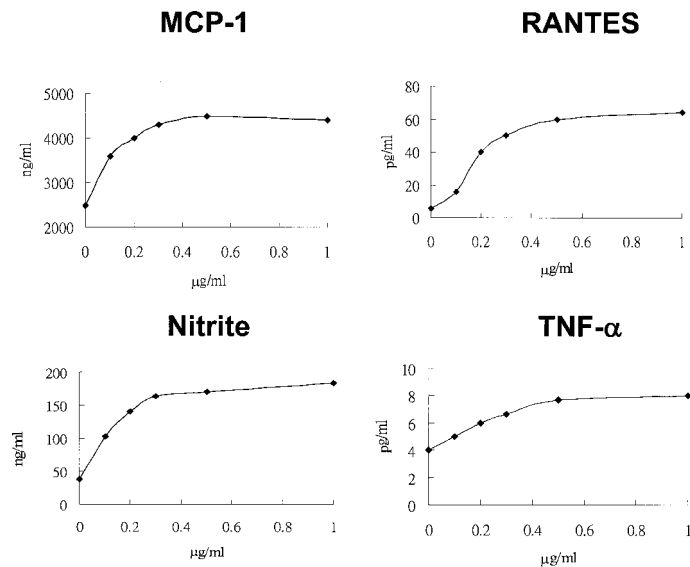 MCP-1
RANTES
5000
4000
3000
2000
ng/ml
0 0.2 0.4 0.6 0.8 1
μg/ml
80
60
40
20
0
pg/ml
0 0.2 0.4 0.6 0.8 1
μg/ml
Nitrite
TNF-α
200
150
100
50
0
ng/ml
0 0.2 0.4 0.6 0.8 1
μg/ml
10
8
6
4
2
0
pg/ml
0 0.2 0.4 0.6 0.8 1
μg/ml